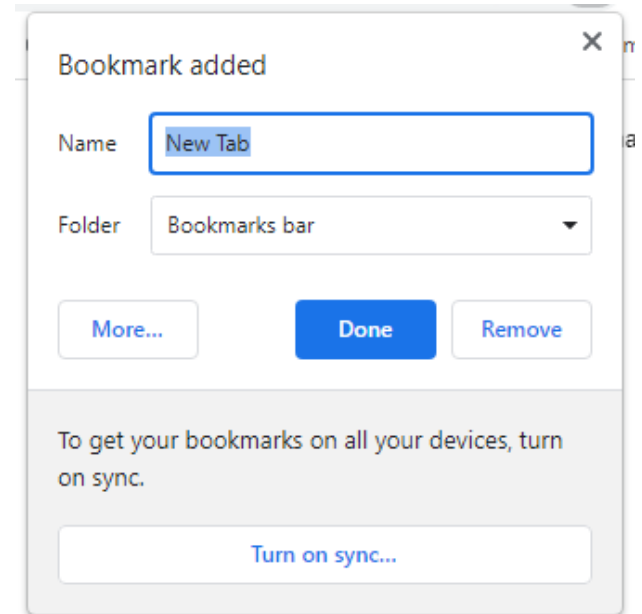 Bookmark added
Name New Tab
Folder Bookmarks bar
More... Done Remove
To get your bookmarks on all your devices, turn
on sync.
Turn on sync...